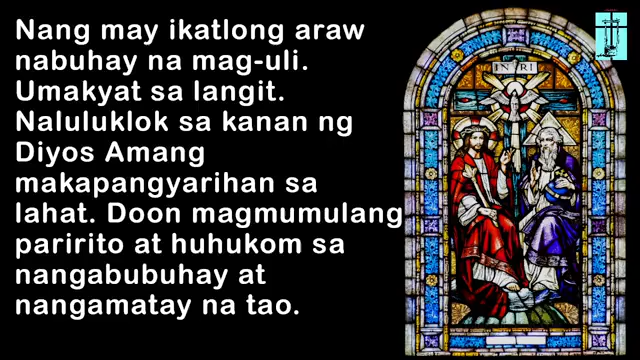 Nang may ikatlong araw
nabuhay na mag-uli.
Umakyat sa langit.
Naluluklok sa kanan ng
Diyos Amang
makapangyarihan sa
lahat. Doon magmumulang
paririto at huhukom sa
nangabubuhay at
nangamatay na tao.
INRI